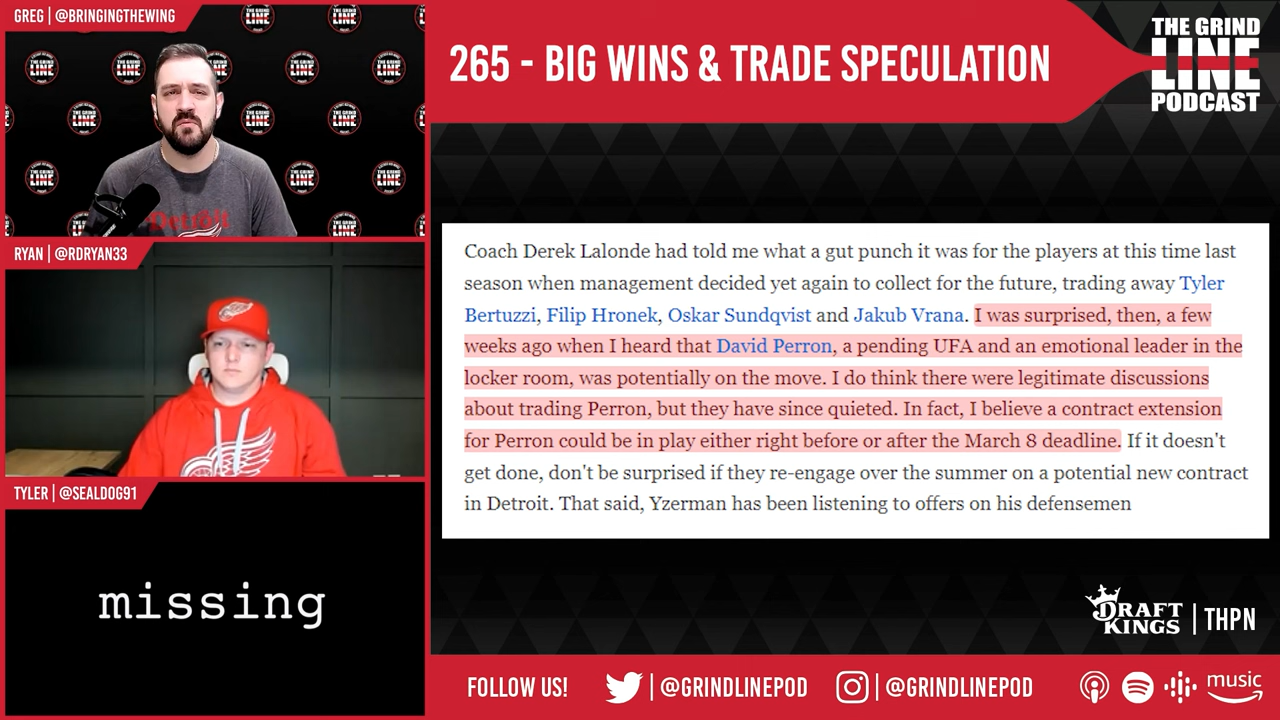 GREG | @BRINGINGTHEWING
Detroit
RYAN | @RDRYAN33
TYLER | @SEALDOG91
missing
265 - BIG WINS & TRADE SPECULATION
THE GRIND
LINE
PODCAST
Coach Derek Lalonde had told me what a gut punch it was for the players at this time last
season when management decided yet again to collect for the future, trading away Tyler
Bertuzzi, Filip Hronek, Oskar Sundqvist and Jakub Vrana. I was surprised, then, a few
weeks ago when I heard that David Perron, a pending UFA and an emotional leader in the
locker room, was potentially on the move. I do think there were legitimate discussions
about trading Perron, but they have since quieted. In fact, I believe a contract extension
for Perron could be in play either right before or after the March 8 deadline. If it doesn't
get done, don't be surprised if they re-engage over the summer on a potential new contract
in Detroit. That said, Yzerman has been listening to offers on his defensemen
DRAFT
KINGS | THPN
FOLLOW US! | @GRINDLINEPOD | @GRINDLINEPOD music